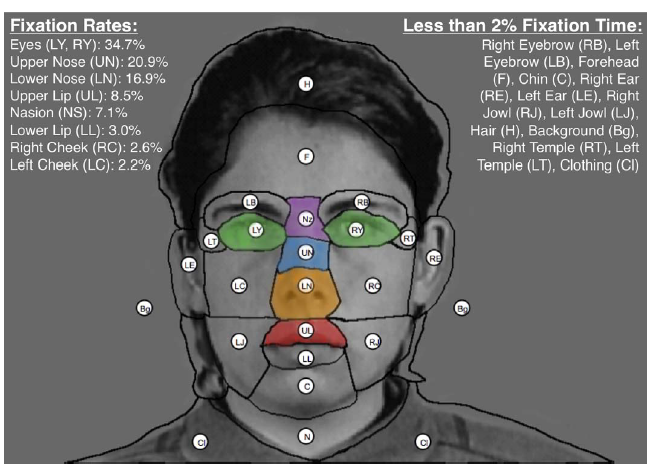 Fixation Rates:
Eyes (LY, RY): 34.7%
Upper Nose (UN): 20.9%
Lower Nose (LN): 16.9%
Upper Lip (UL): 8.5%
Nasion (NS): 7.1%
Lower Lip (LL): 3.0%
Right Cheek (RC): 2.6%
Left Cheek (LC): 2.2%
Less than 2% Fixation Time:
Right Eyebrow (RB), Left
Eyebrow (LB), Forehead
(F), Chin (C), Right Ear
(RE), Left Ear (LE), Right
Jowl (RJ), Left Jowl (LJ),
Hair (H), Background (Bg),
Right Temple (RT), Left
Temple (LT), Clothing (Cl)
H
F
LB
RB
Nz
LY
RY
LT
RT
UN
LE
RE
LC
LN
RC
Bg
Bg
UL
LJ
RJ
LL
C
N
Cl
Cl